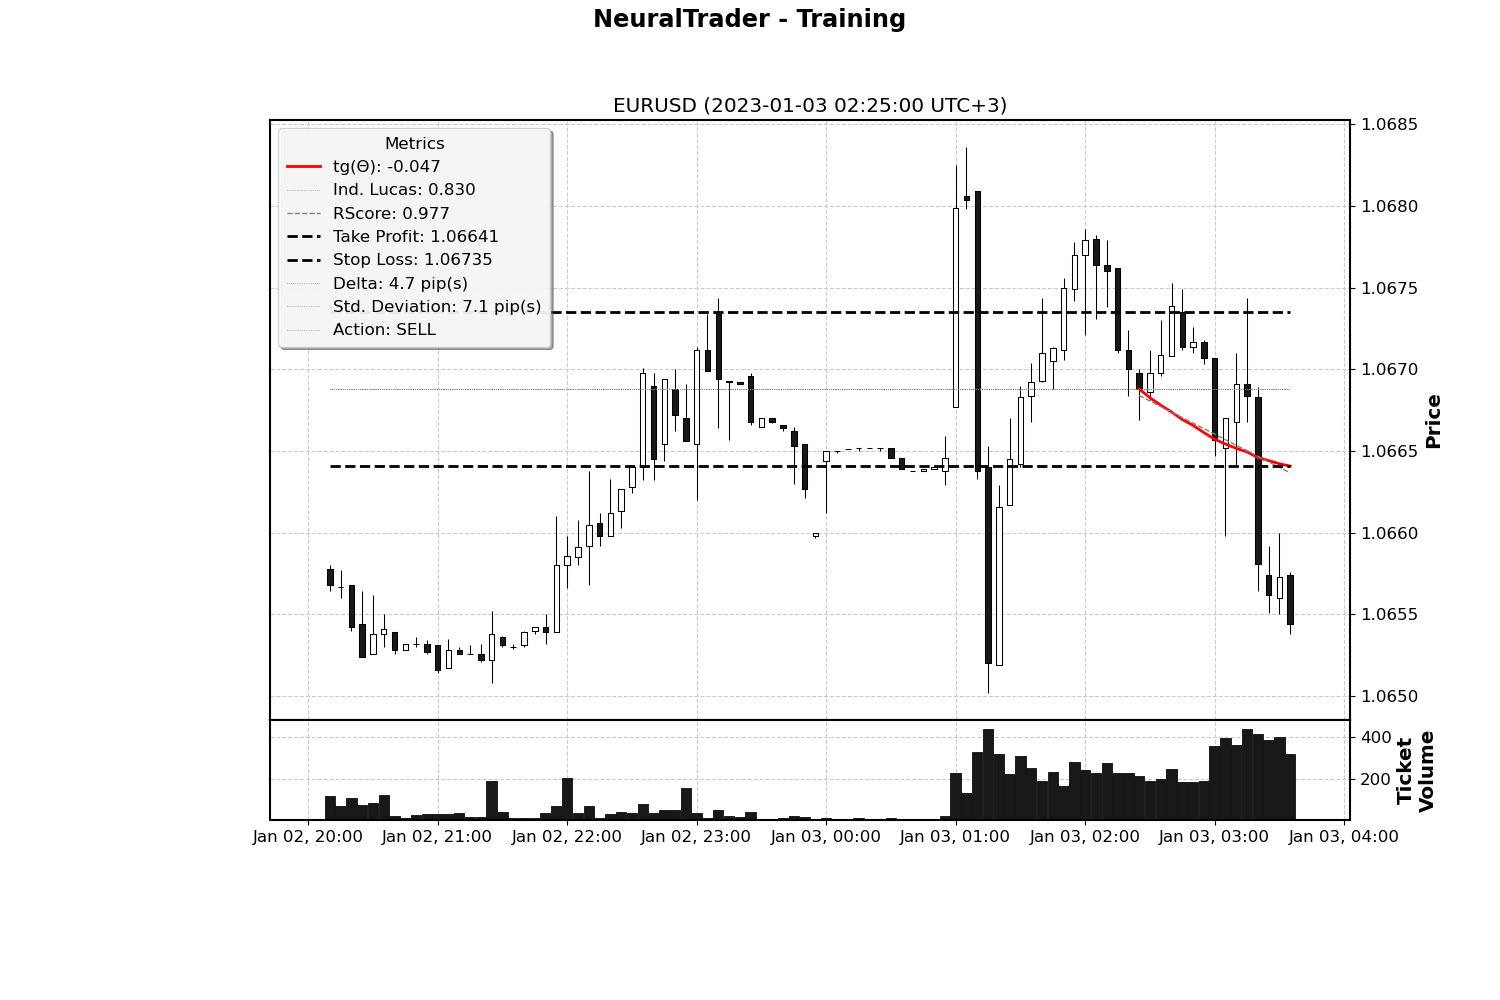 NeuralTrader - Training
EURUSD (2023-01-03 02:25:00 UTC+3)
Metrics
tg(Θ): -0.047
Ind. Lucas: 0.830
RScore: 0.977
Take Profit: 1.06641
Stop Loss: 1.06735
Delta: 4.7 pip(s)
Std. Deviation: 7.1 pip(s)
Action: SELL
1.0685
1.0680
1.0675
1.0670
1.0665
1.0660
1.0655
1.0650
Price
400
200
Ticket
Volume
Jan 02, 20:00
Jan 02, 21:00
Jan 02, 22:00
Jan 02, 23:00
Jan 03, 00:00
Jan 03, 01:00
Jan 03, 02:00
Jan 03, 03:00
Jan 03, 04:00